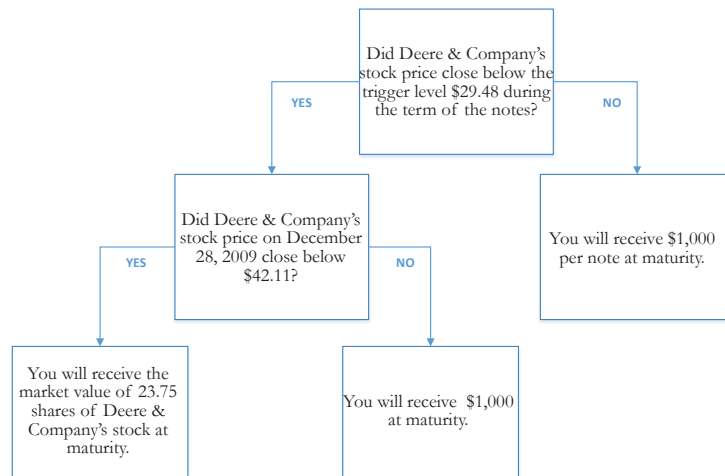 Did Deere & Company's
stock price close below the
trigger level $29.48 during
the term of the notes?
YES
NO
Did Deere & Company's
stock price on December
28, 2009 close below
$42.11?
You will receive $1,000
per note at maturity.
YES
NO
You will receive the
market value of 23.75
shares of Deere &
Company's stock at
maturity.
You will receive $1,000
at maturity.